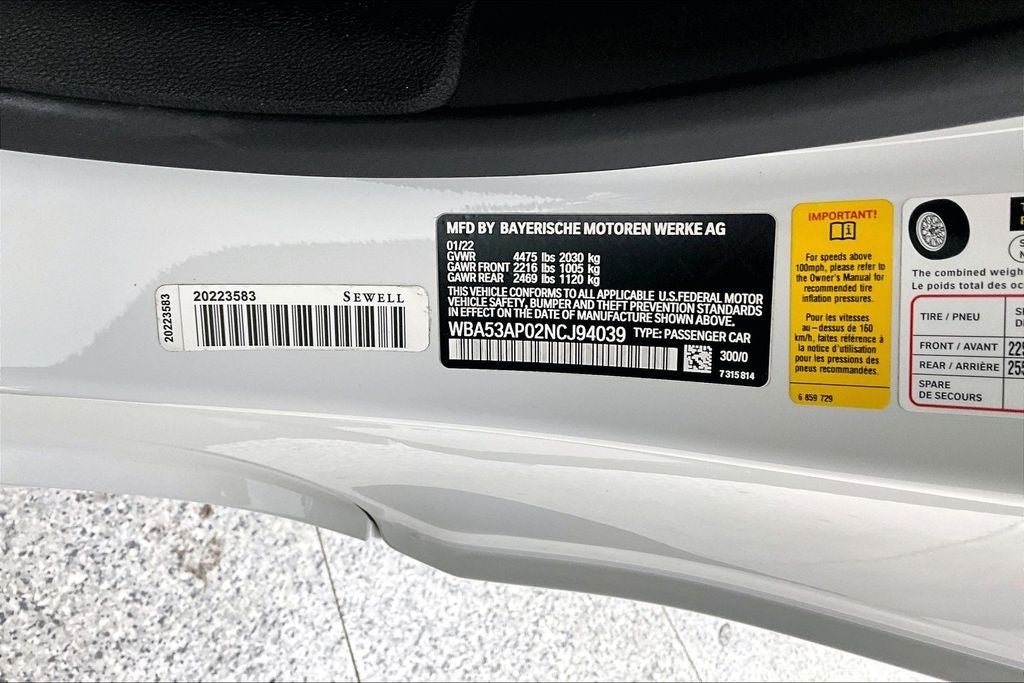 20223583
20223583 SEWELL
MFD BY BAYERISCHE MOTOREN WERKE AG
01/22
GVWR 4475 lbs 2030 kg
GAWR FRONT 2216 lbs 1005 kg
GAWR REAR 2469 lbs 1120 kg
THIS VEHICLE CONFORMS TO ALL APPLICABLE U.S.FEDERAL MOTOR
VEHICLE SAFETY, BUMPER AND THEFT PREVENTION STANDARDS
IN EFFECT ON THE DATE OF MANUFACTURE SHOWN ABOVE.
WBA53AP02NCJ94039 TYPE: PASSENGER CAR
300/0
7 315 814
IMPORTANT!
For speeds above
100mph, please refer to
the Owner's Manual for
recommended tire
inflation pressures.
Pour les vitesses
au-dessus de 160
km/h, faites référence à
la notice d'utilisation
pour les pressions des
pneus recommandées.
6 859 729
The combined weigh
Le poids total des oc
TIRE / PNEU
FRONT / AVANT 22
REAR / ARRIÈRE 255
SPARE
DE SECOURS